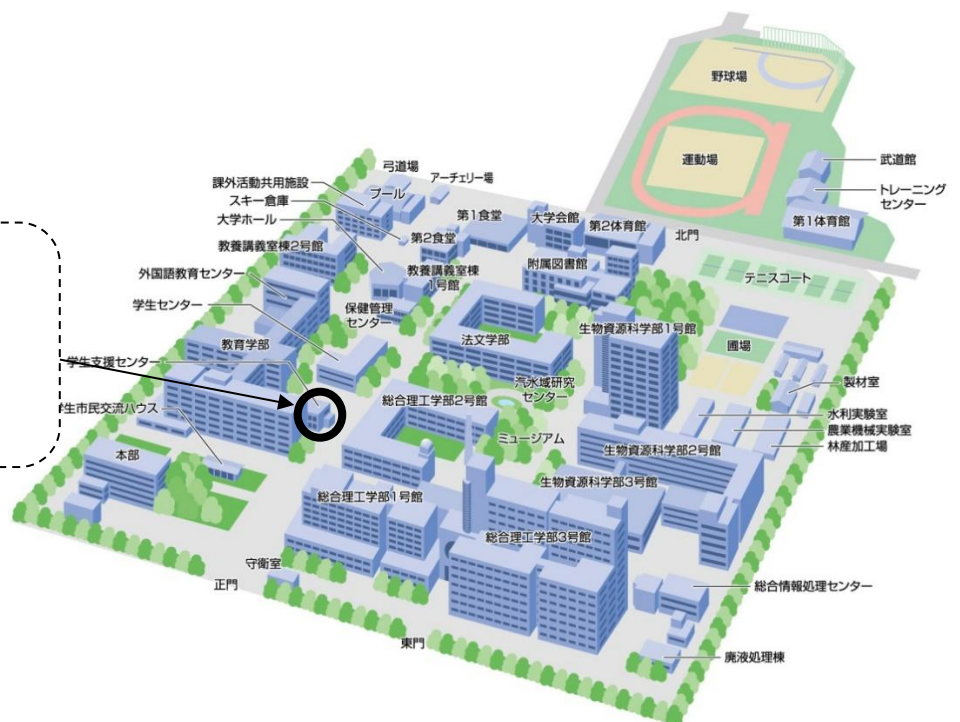 野球場
運動場
武道館
トレーニング
センター
第1体育館
弓道場
アーチェリー場
課外活動共用施設
プール
スキー倉庫
大学ホール
第1食堂
大学会館
第2体育館
北門
第2食堂
教養講義室棟2号館
教養講義室棟
1号館
附属図書館
テニスコート
外国語教育センター
保健管理
センター
学生センター
法文学部
生物資源科学部1号館
圃場
教育学部
学生支援センター
汽水域研究
センター
製材室
総合理工学部2号館
生市民交流ハウス
水利実験室
農業機械実験室
林産加工場
ミュージアム
本部
生物資源科学部2号館
生物資源科学部3号館
総合理工学部1号館
総合理工学部3号館
守衛室
正門
総合情報処理センター
東門
廃液処理棟